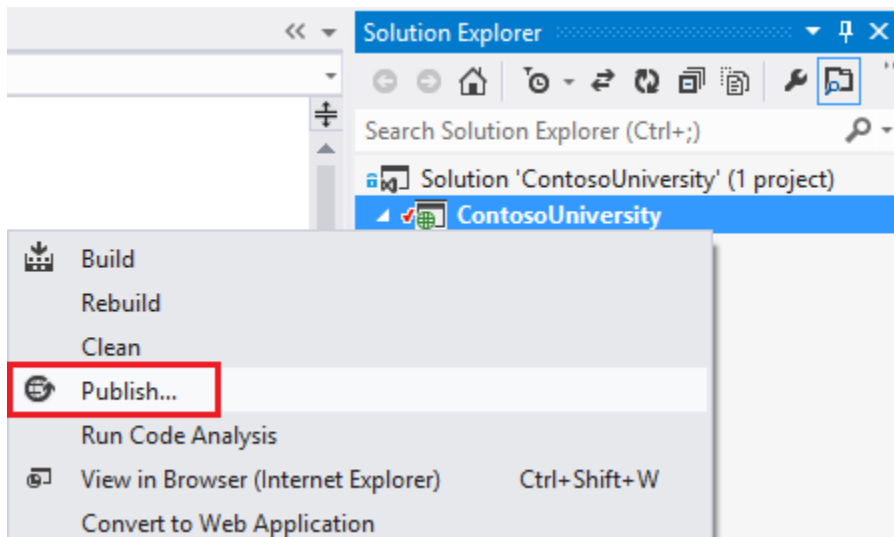 Solution Explorer
Search Solution Explorer (Ctrl+;)
Solution 'ContosoUniversity' (1 project)
ContosoUniversity
Build
Rebuild
Clean
Publish...
Run Code Analysis
View in Browser (Internet Explorer) Ctrl+Shift+W
Convert to Web Application